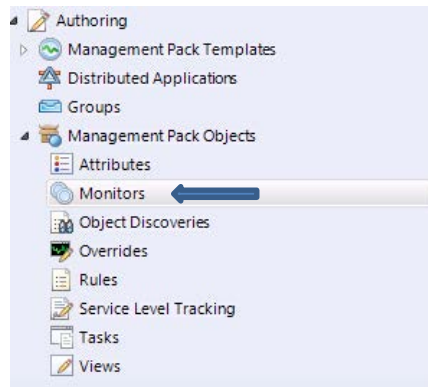 Authoring
Management Pack Templates
Distributed Applications
Groups
Management Pack Objects
Attributes
Monitors
Object Discoveries
Overrides
Rules
Service Level Tracking
Tasks
Views